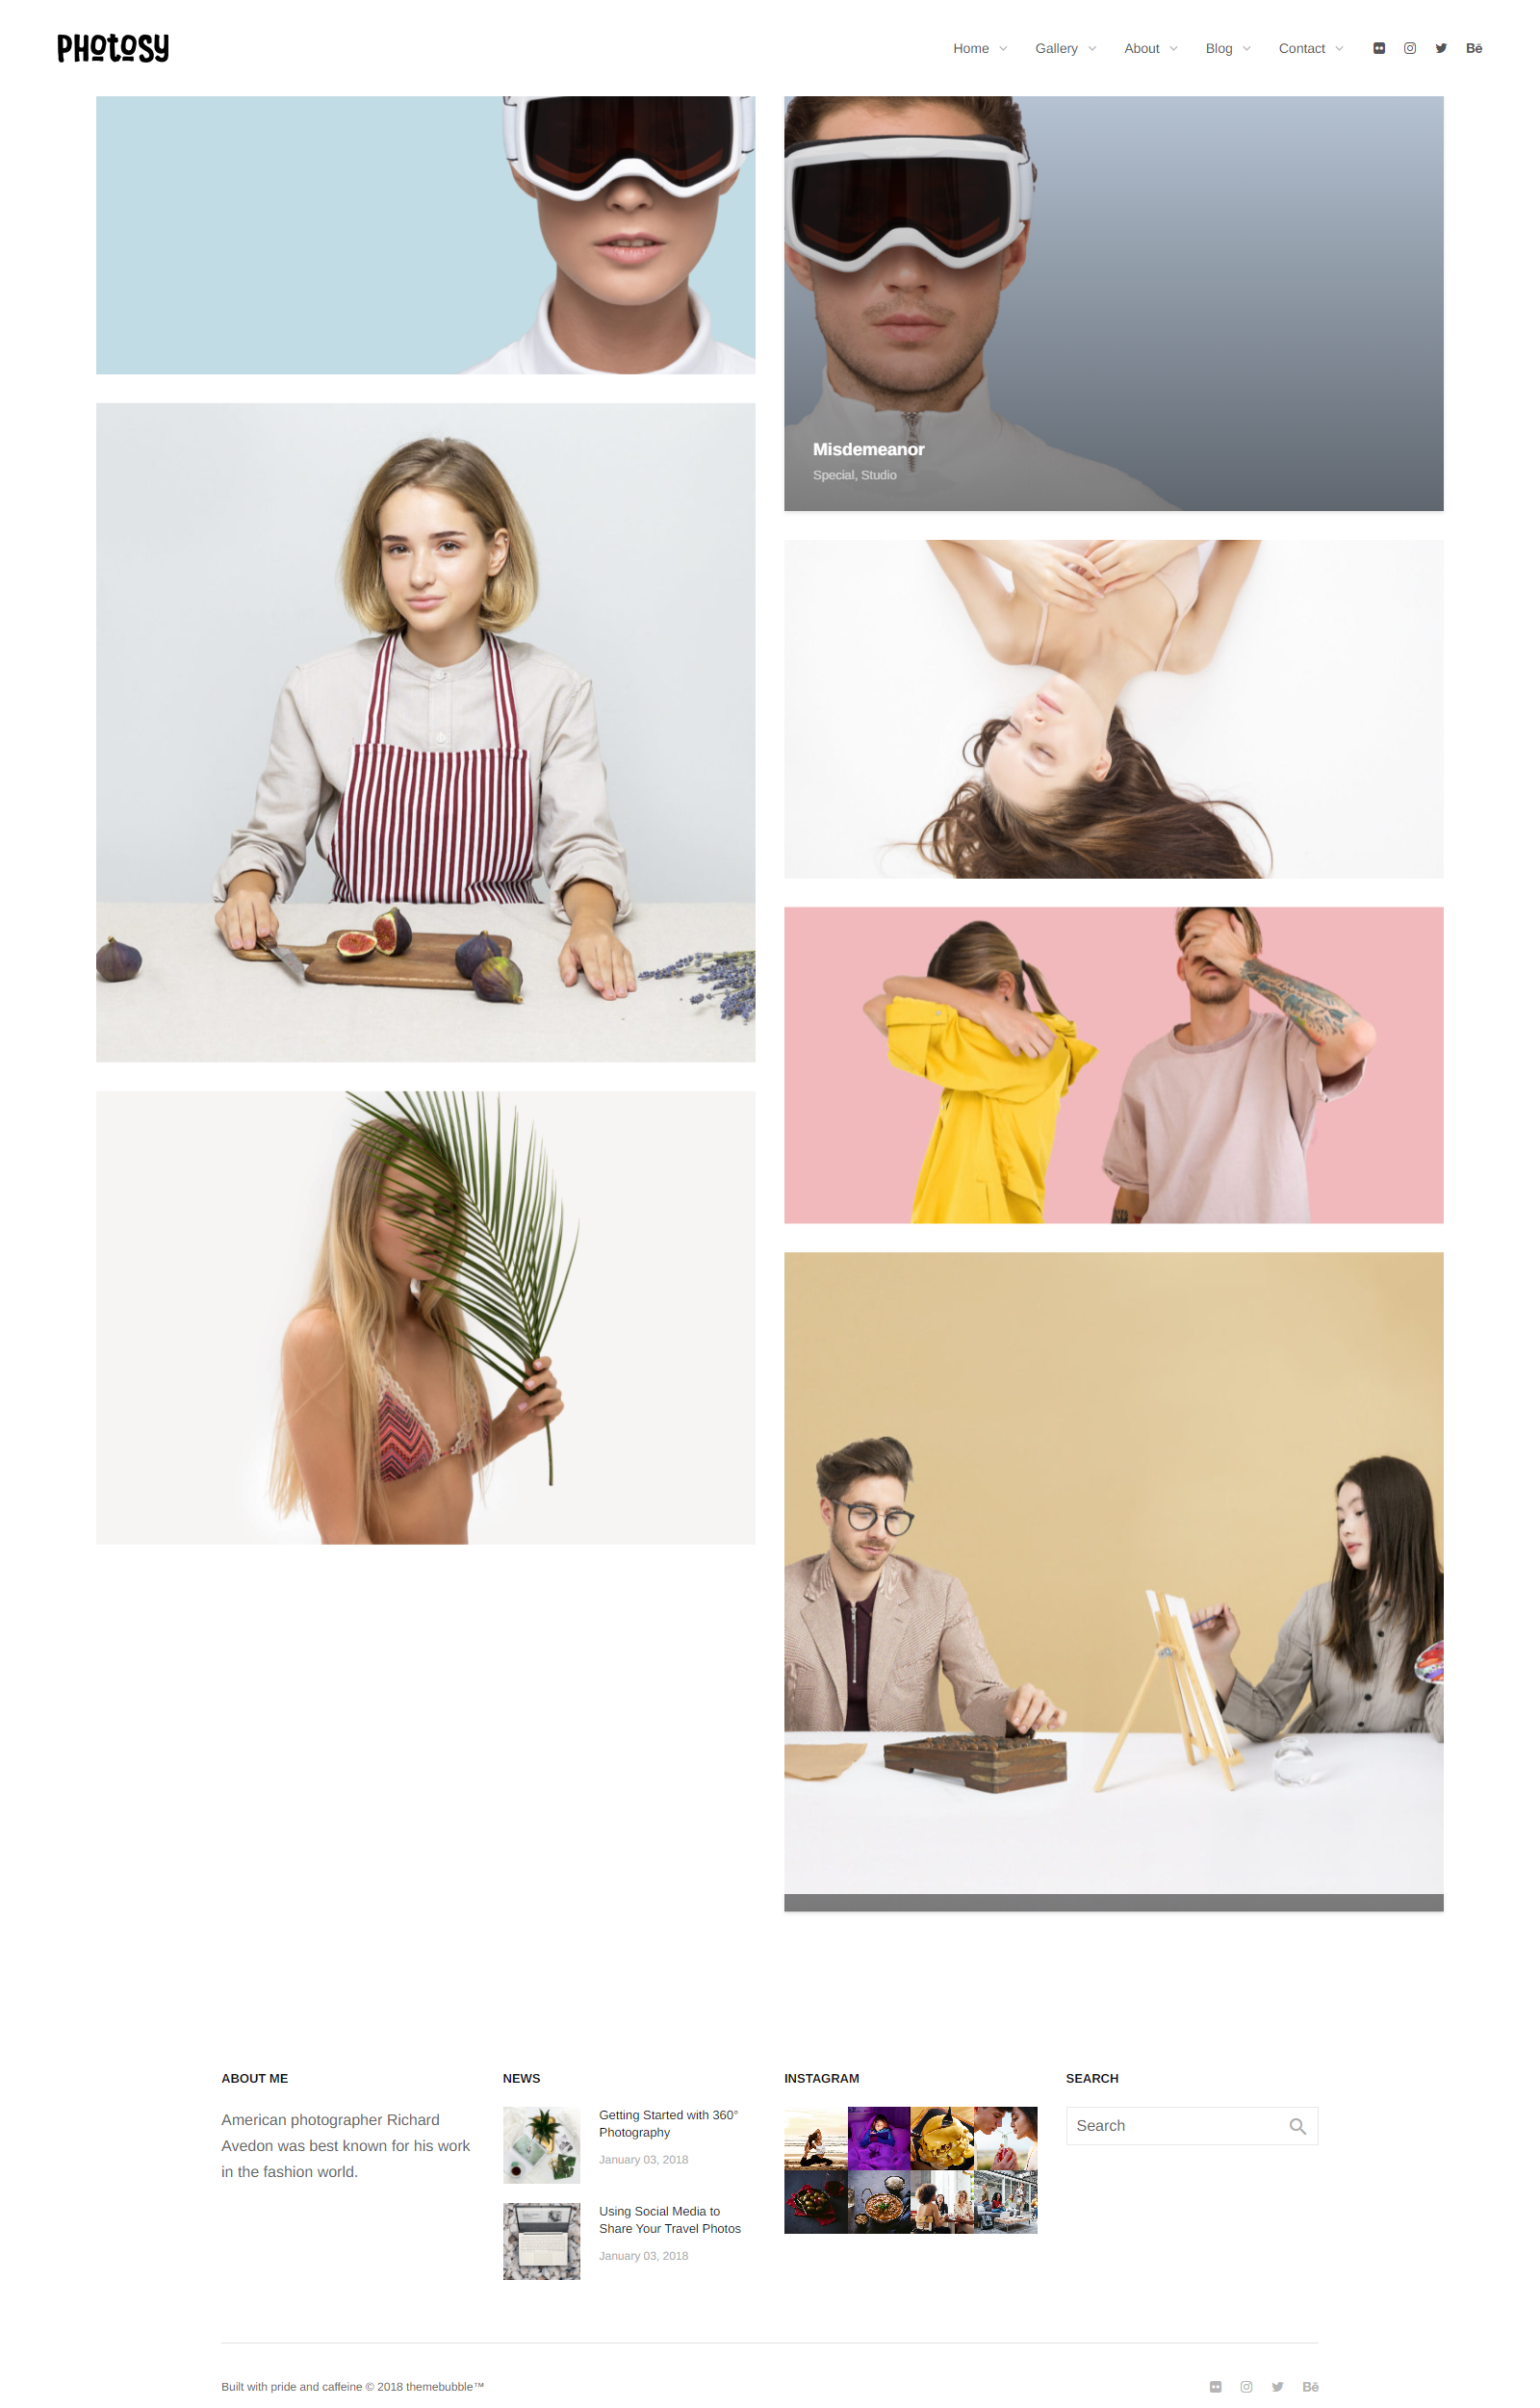 PHOTOSY
Home
Gallery
About
Blog
Contact
Bē
Misdemeanor
Special, Studio
ABOUT ME
American photographer Richard
Avedon was best known for his work
in the fashion world.
NEWS
Getting Started with 360°
Photography
January 03, 2018
Using Social Media to
Share Your Travel Photos
January 03, 2018
INSTAGRAM
SEARCH
Search
Built with pride and caffeine © 2018 themebubble™
Bē